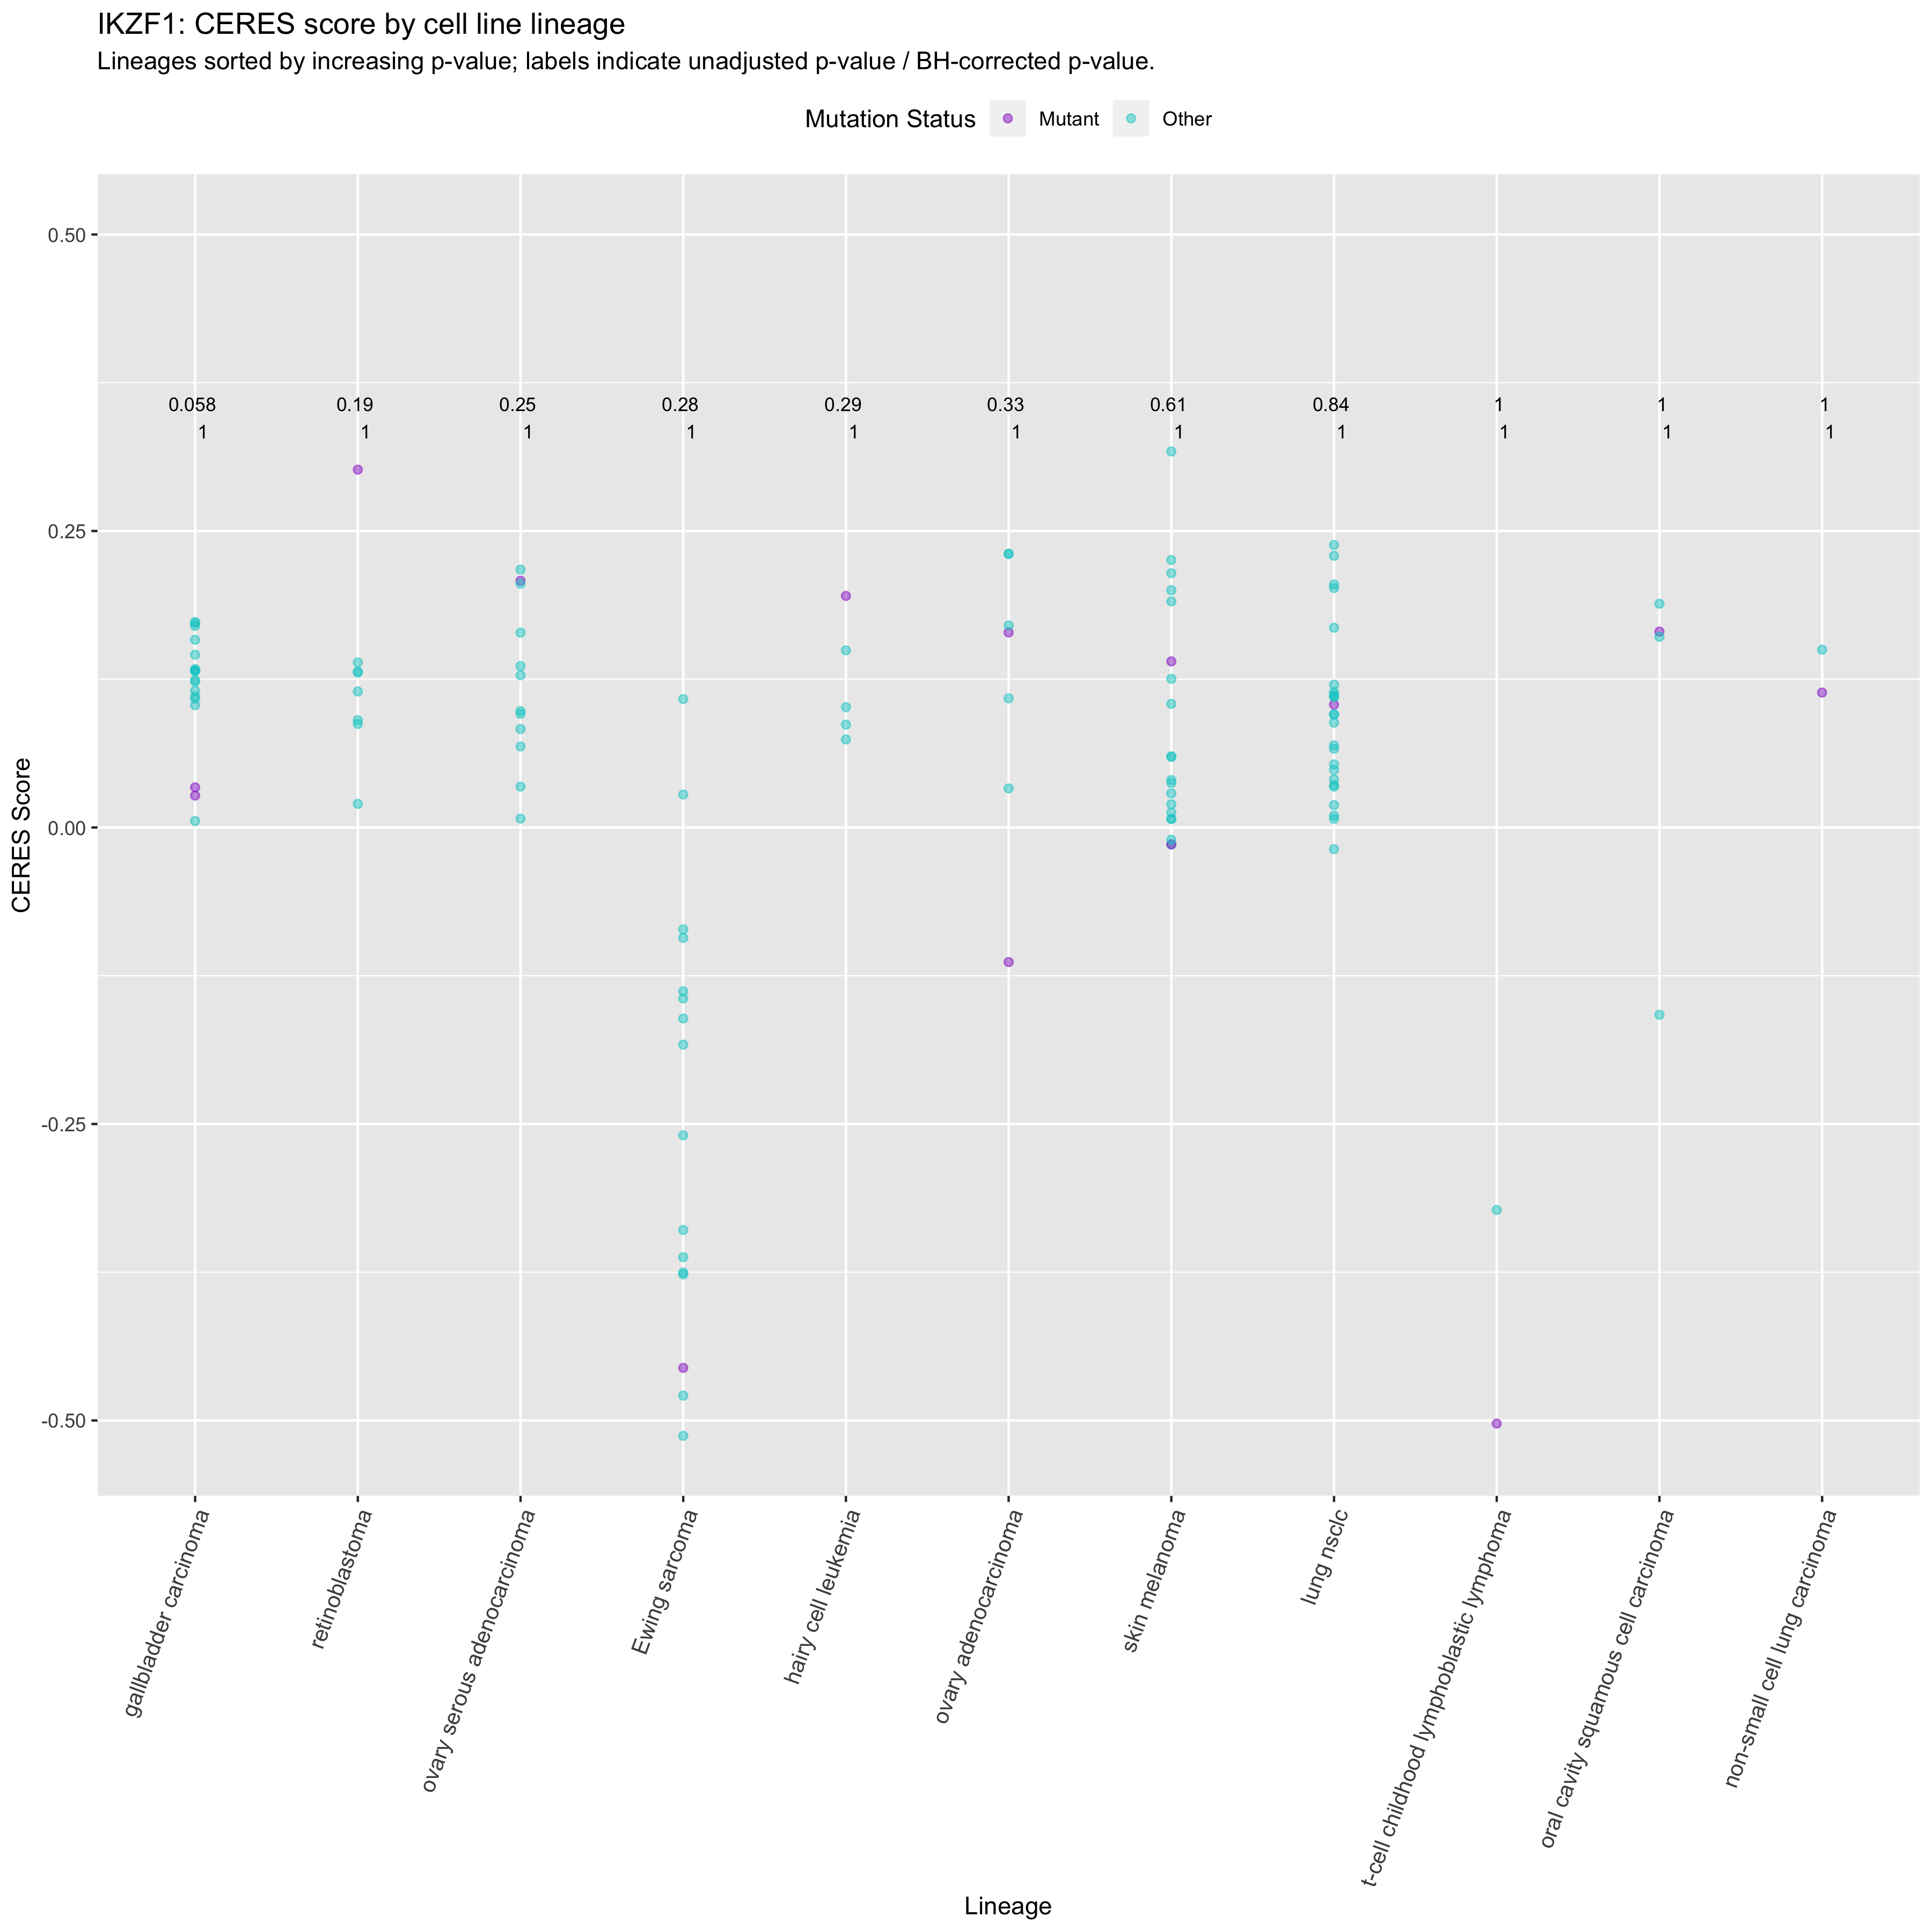 IKZF1: CERES score by cell line lineage
Lineages sorted by increasing p-value; labels indicate unadjusted p-value / BH-corrected p-value.
Mutation Status Mutant Other
0.50
0.058 0.19 0.25 0.28 0.29 0.33 0.61 0.84 1 1 1
1 1 1 1 1 1 1 1 1 1 1
0.25
0.00
-0.25
-0.50
CERES Score
gallbladder carcinoma
retinoblastoma
ovary serous adenocarcinoma
Ewing sarcoma
hairy cell leukemia
ovary adenocarcinoma
skin melanoma
lung nsclc
t-cell childhood lymphoblastic lymphoma
oral cavity squamous cell carcinoma
non-small cell lung carcinoma
Lineage